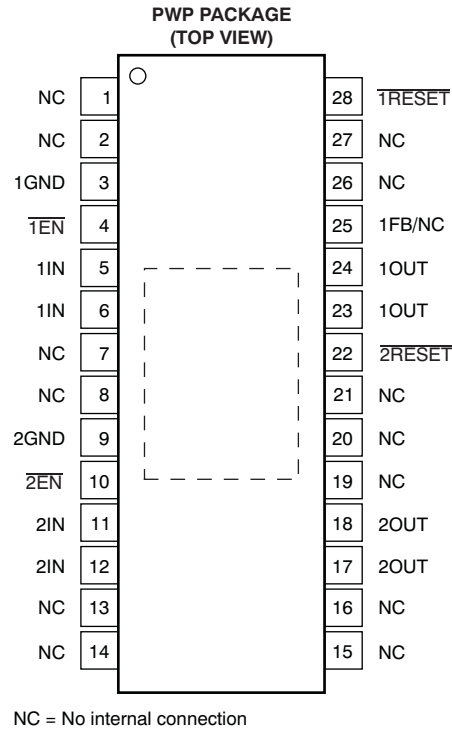 PWP PACKAGE
(TOP VIEW)
NC 1 28 1RESET
NC 2 27 NC
1GND 3 26 NC
1EN 4 25 1FB/NC
1IN 5 24 1OUT
1IN 6 23 1OUT
NC 7 22 2RESET
NC 8 21 NC
2GND 9 20 NC
2EN 10 19 NC
2IN 11 18 2OUT
2IN 12 17 2OUT
NC 13 16 NC
NC 14 15 NC
NC = No internal connection